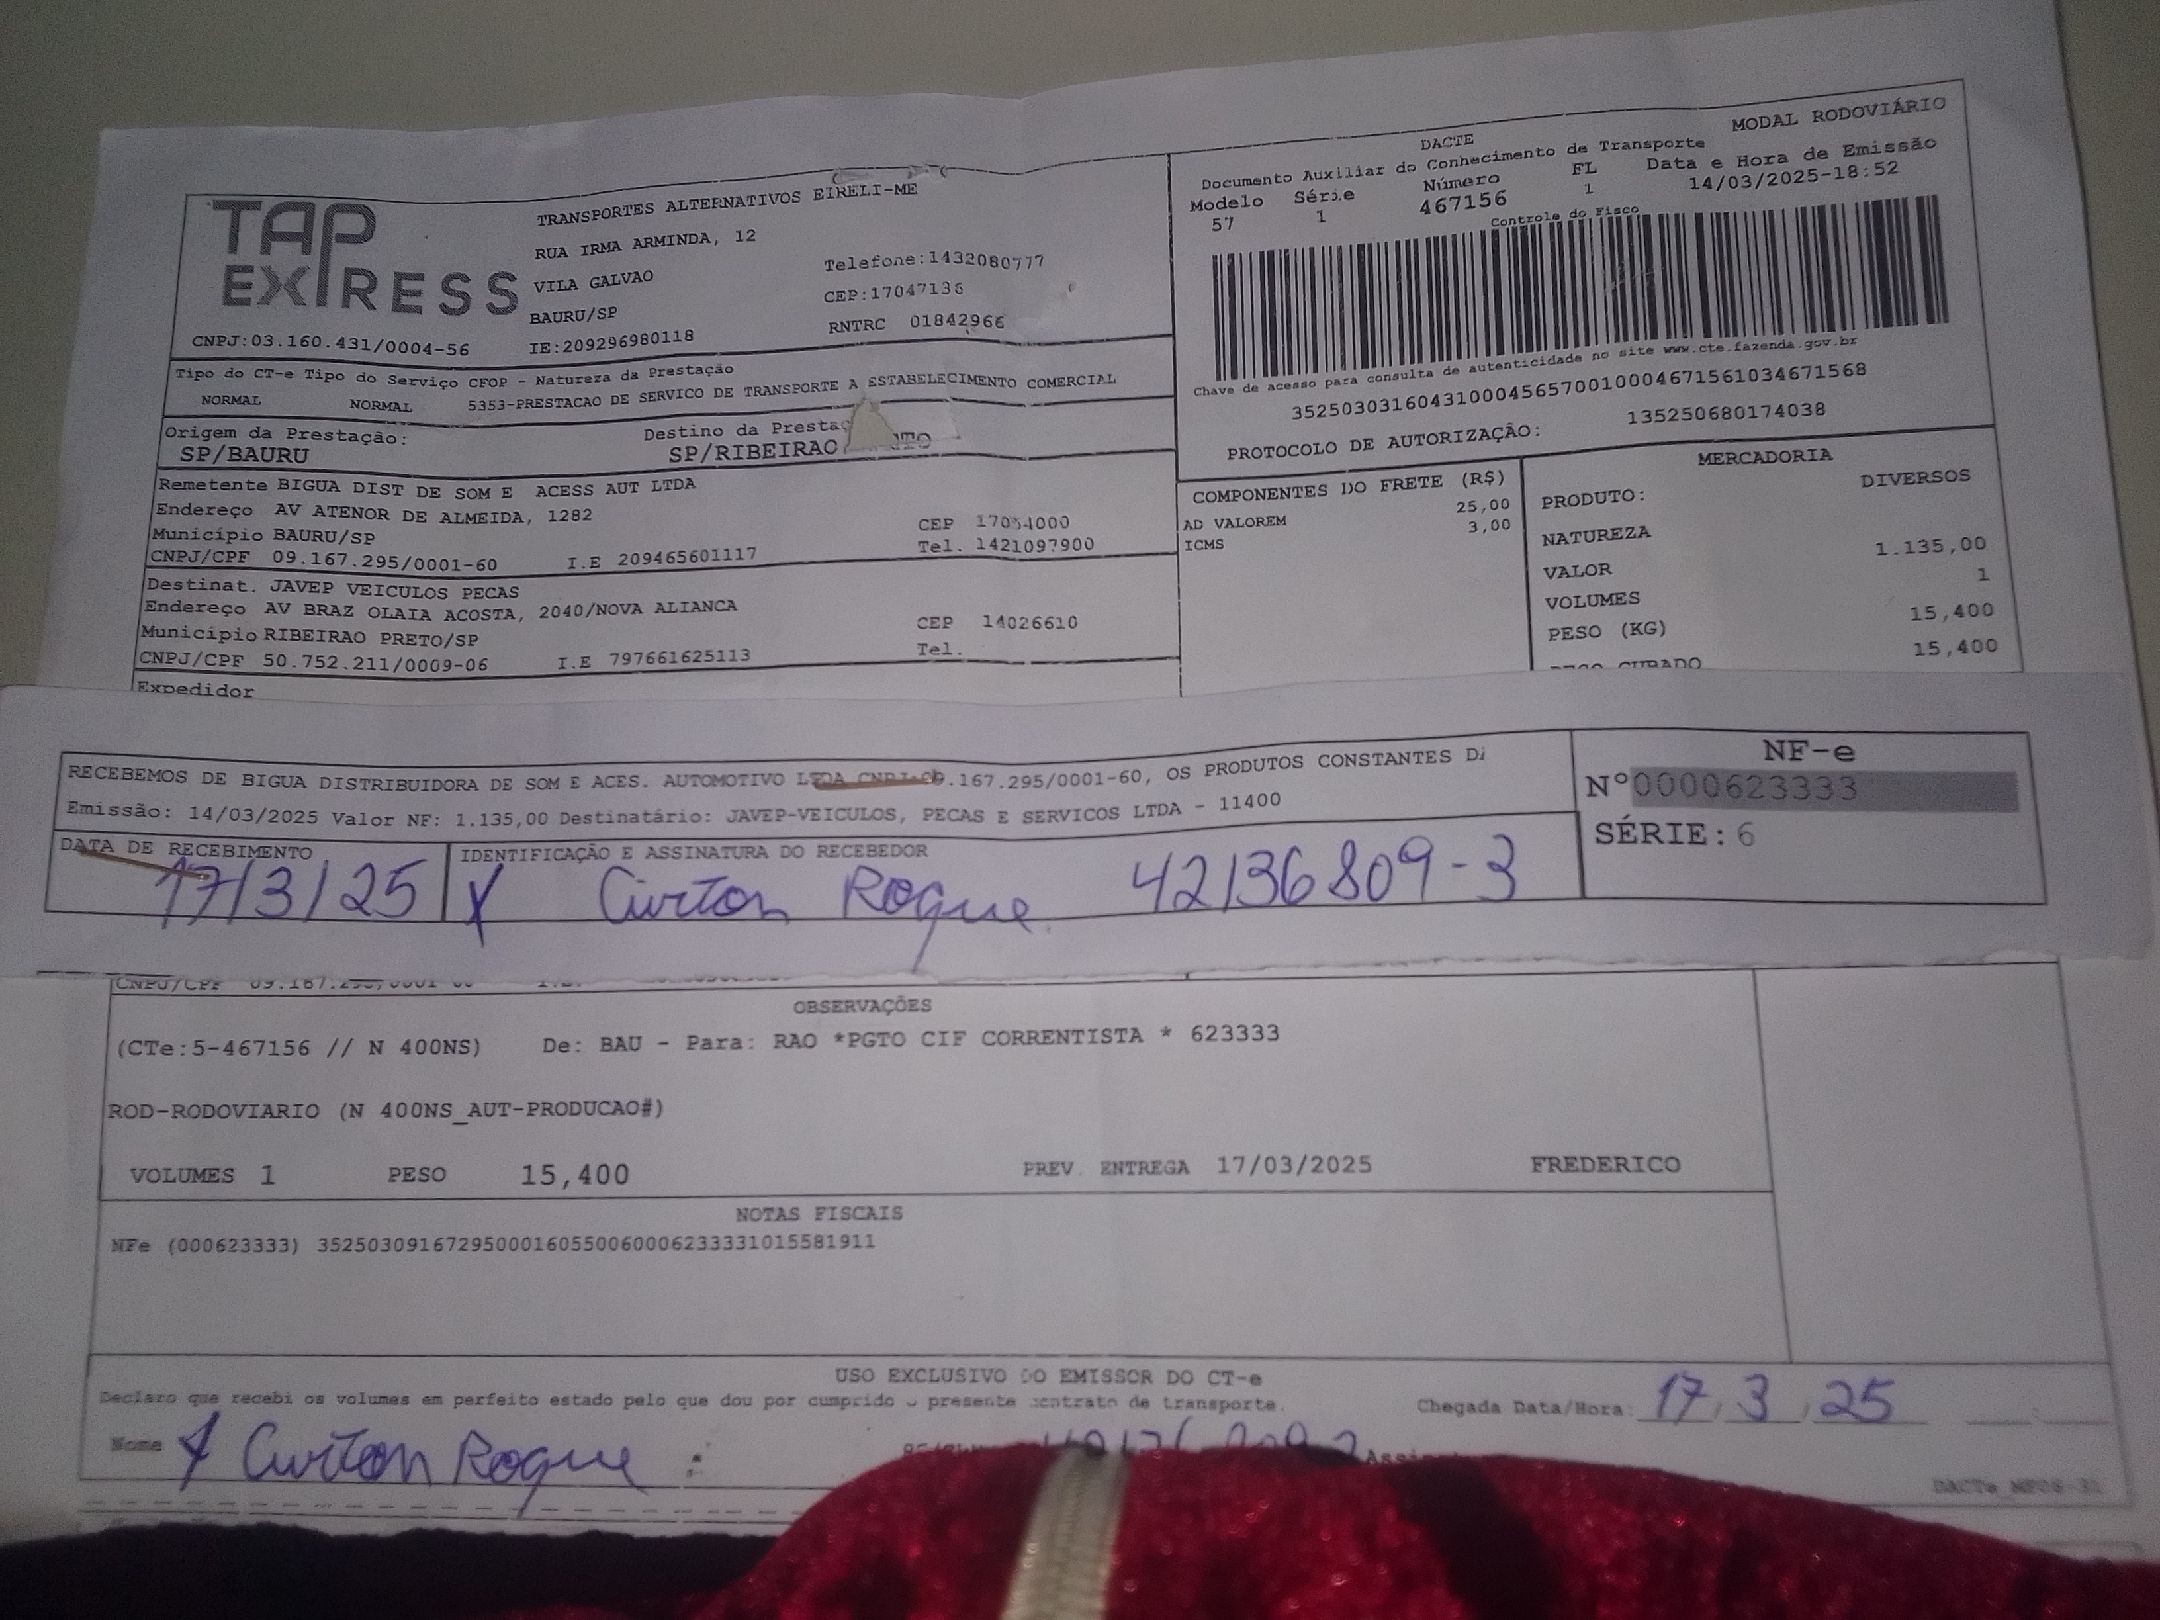 TAP EXPRESS
TRANSPORTES ALTERNATIVOS EIRELI-ME
RUA IRMA ARMINDA, 12
VILA GALVAO Telefone:1432080777
BAURU/SP CEP:17047136
CNPJ:03.160.431/0004-56 IE:209296980118 RNTRC 01842966
DACTE MODAL RODOVIÁRIO
Documento Auxiliar do Conhecimento de Transporte
Modelo Série Número FL Data e Hora de Emissão
57 1 467156 1 14/03/2025-18:52
Controle do Fisco
Chave de acesso para consulta de autenticidade no site www.cte.fazenda.gov.br
35250303160431000456570010004671561034671568
PROTOCOLO DE AUTORIZAÇÃO: 135250680174038
Tipo do CT-e Tipo do Serviço CFOP - Natureza da Prestação
NORMAL NORMAL 5353-PRESTACAO DE SERVICO DE TRANSPORTE A ESTABELECIMENTO COMERCIAL
Origem da Prestação: Destino da
SP/BAURU SP/RIBEIRAO
Remetente BIGUA DIST DE SOM E ACESS AUT LTDA
Endereço AV ATENOR DE ALMEIDA, 1282
Município BAURU/SP CEP
CNPJ/CPF 09.167.295/0001-60 I.E 209465601117 Tel. 1421097900
Destinat. JAVEP VEICULOS PECAS
Endereço AV BRAZ OLAIA ACOSTA, 2040/NOVA ALIANCA
Município RIBEIRAO PRETO/SP CEP 14026610
CNPJ/CPF 50.752.211/0009-06 I.E 797661625113 Tel.
Expedidor
COMPONENTES DO FRETE (R$)
AD VALOREM 25,00
ICMS 3,00
MERCADORIA
PRODUTO: DIVERSOS
NATUREZA
VALOR 1.135,00
VOLUMES 1
PESO (KG) 15,400
PESO CUBADO 15,400
RECEBEMOS DE BIGUA DISTRIBUIDORA DE SOM E ACES. AUTOMOTIVO LTDA CNPJ 09.167.295/0001-60, OS PRODUTOS CONSTANTES
Emissão: 14/03/2025 Valor NF: 1.135,00 Destinatário: JAVEP-VEICULOS, PECAS E SERVICOS LTDA - 11400
DATA DE RECEBIMENTO IDENTIFICAÇÃO E ASSINATURA DO RECEBEDOR
17/3/25 X Cirton Roque 42136809-3
NF-e
Nº0000623333
SÉRIE: 6
CNPJ/CPF
OBSERVAÇÕES
(CTe:5-467156 // N 400NS) De: BAU - Para: RAO *PGTO CIF CORRENTISTA * 623333
ROD-RODOVIARIO (N 400NS_AUT-PRODUCAO#)
VOLUMES 1 PESO 15,400 PREV. ENTREGA 17/03/2025 FREDERICO
NOTAS FISCAIS
NFe (000623333) 35250309167295000160550060006233331015581911
USO EXCLUSIVO DO EMISSOR DO CT-e
Declaro que recebi os volumes em perfeito estado pelo que dou por cumprido o presente contrato de transporte. Chegada Data/Hora: 17/3/25
Nome X Cirton Roque